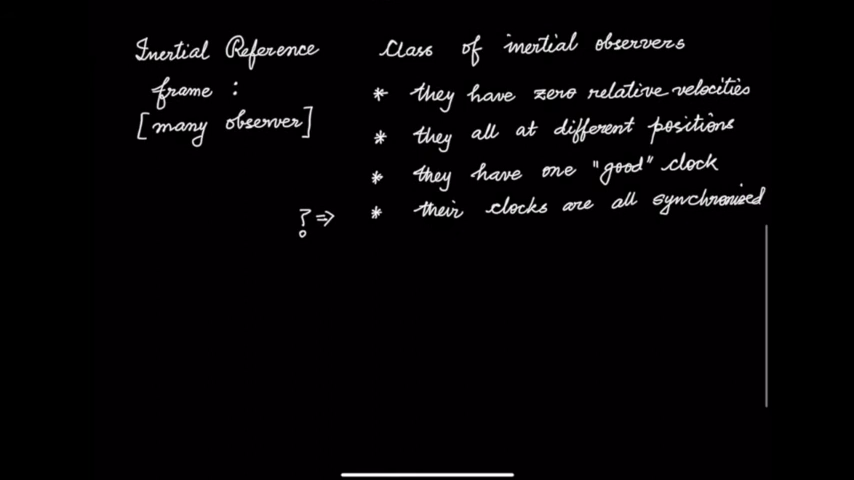 Inertial Reference frame :
[many observer]
Class of inertial observers
* they have zero relative velocities
* they all at different positions
* they have one "good" clock
? ⇒ * their clocks are all synchronised